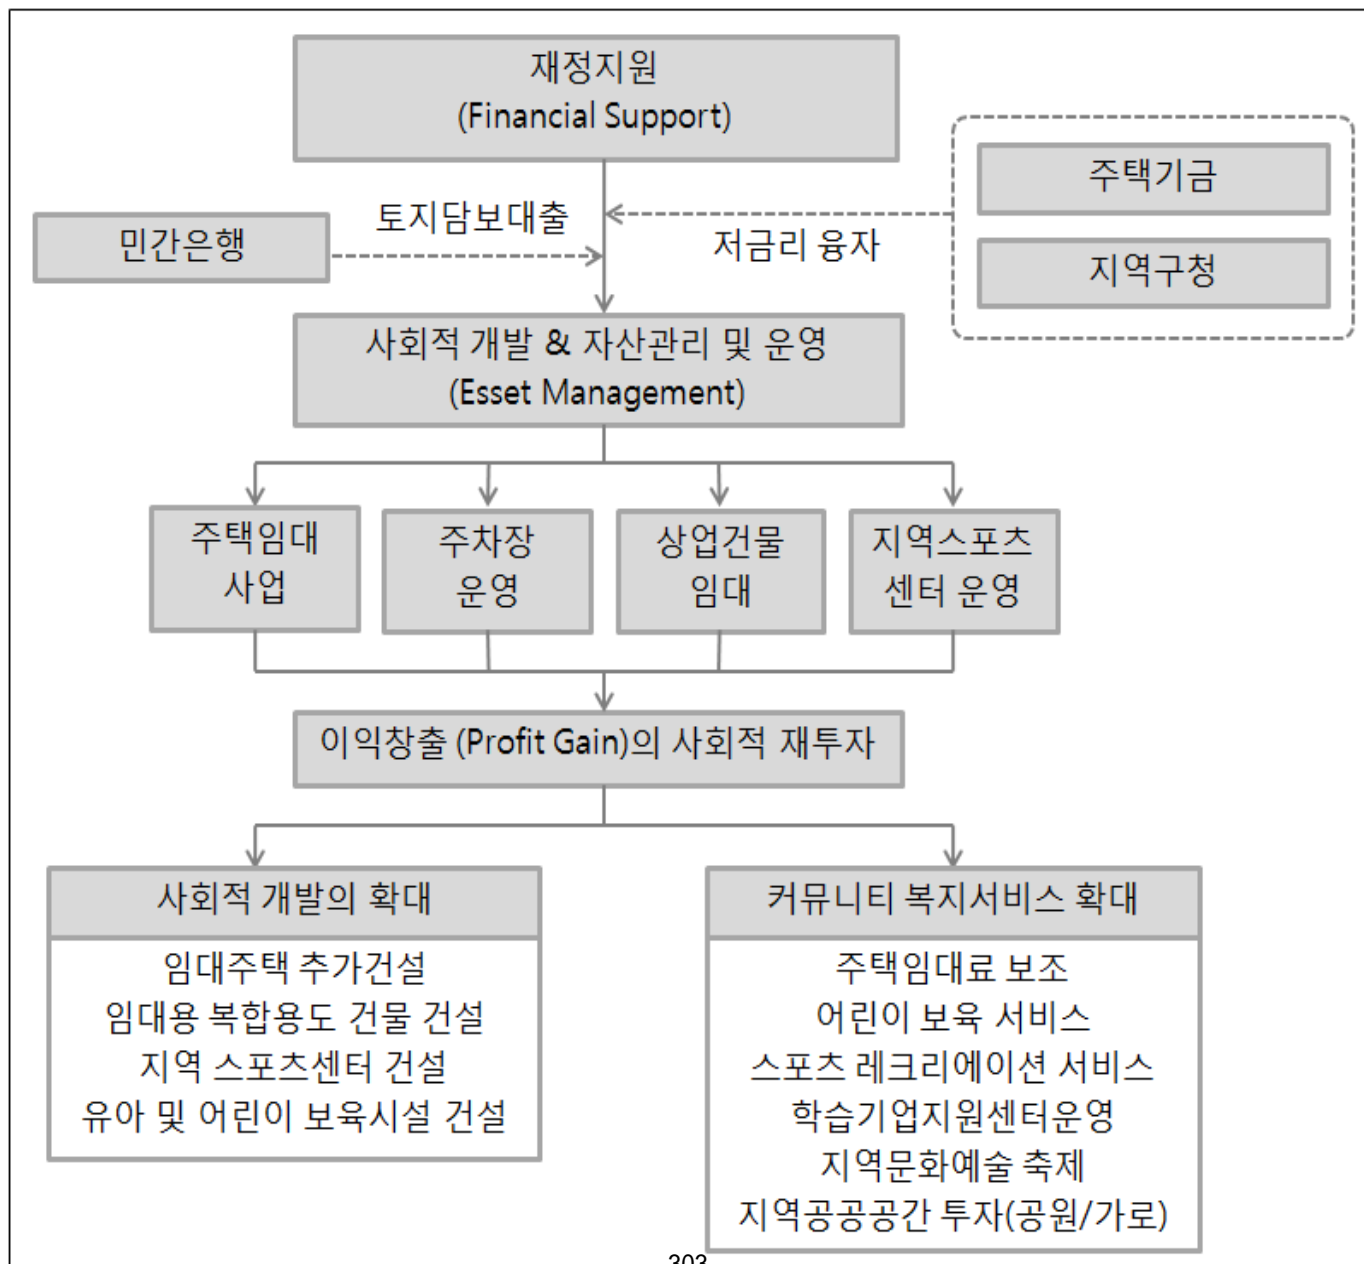 재정지원
(Financial Support)
주택기금
지역구청
민간은행
토지담보대출
저금리 융자
사회적 개발 & 자산관리 및 운영
(Esset Management)
주택임대
사업
주차장
운영
상업건물
임대
지역스포츠
센터 운영
이익창출 (Profit Gain)의 사회적 재투자
사회적 개발의 확대
임대주택 추가건설
임대용 복합용도 건물 건설
지역 스포츠센터 건설
유아 및 어린이 보육시설 건설
커뮤니티 복지서비스 확대
주택임대료 보조
어린이 보육 서비스
스포츠 레크리에이션 서비스
학습기업지원센터운영
지역문화예술 축제
지역공공공간 투자(공원/가로)
303